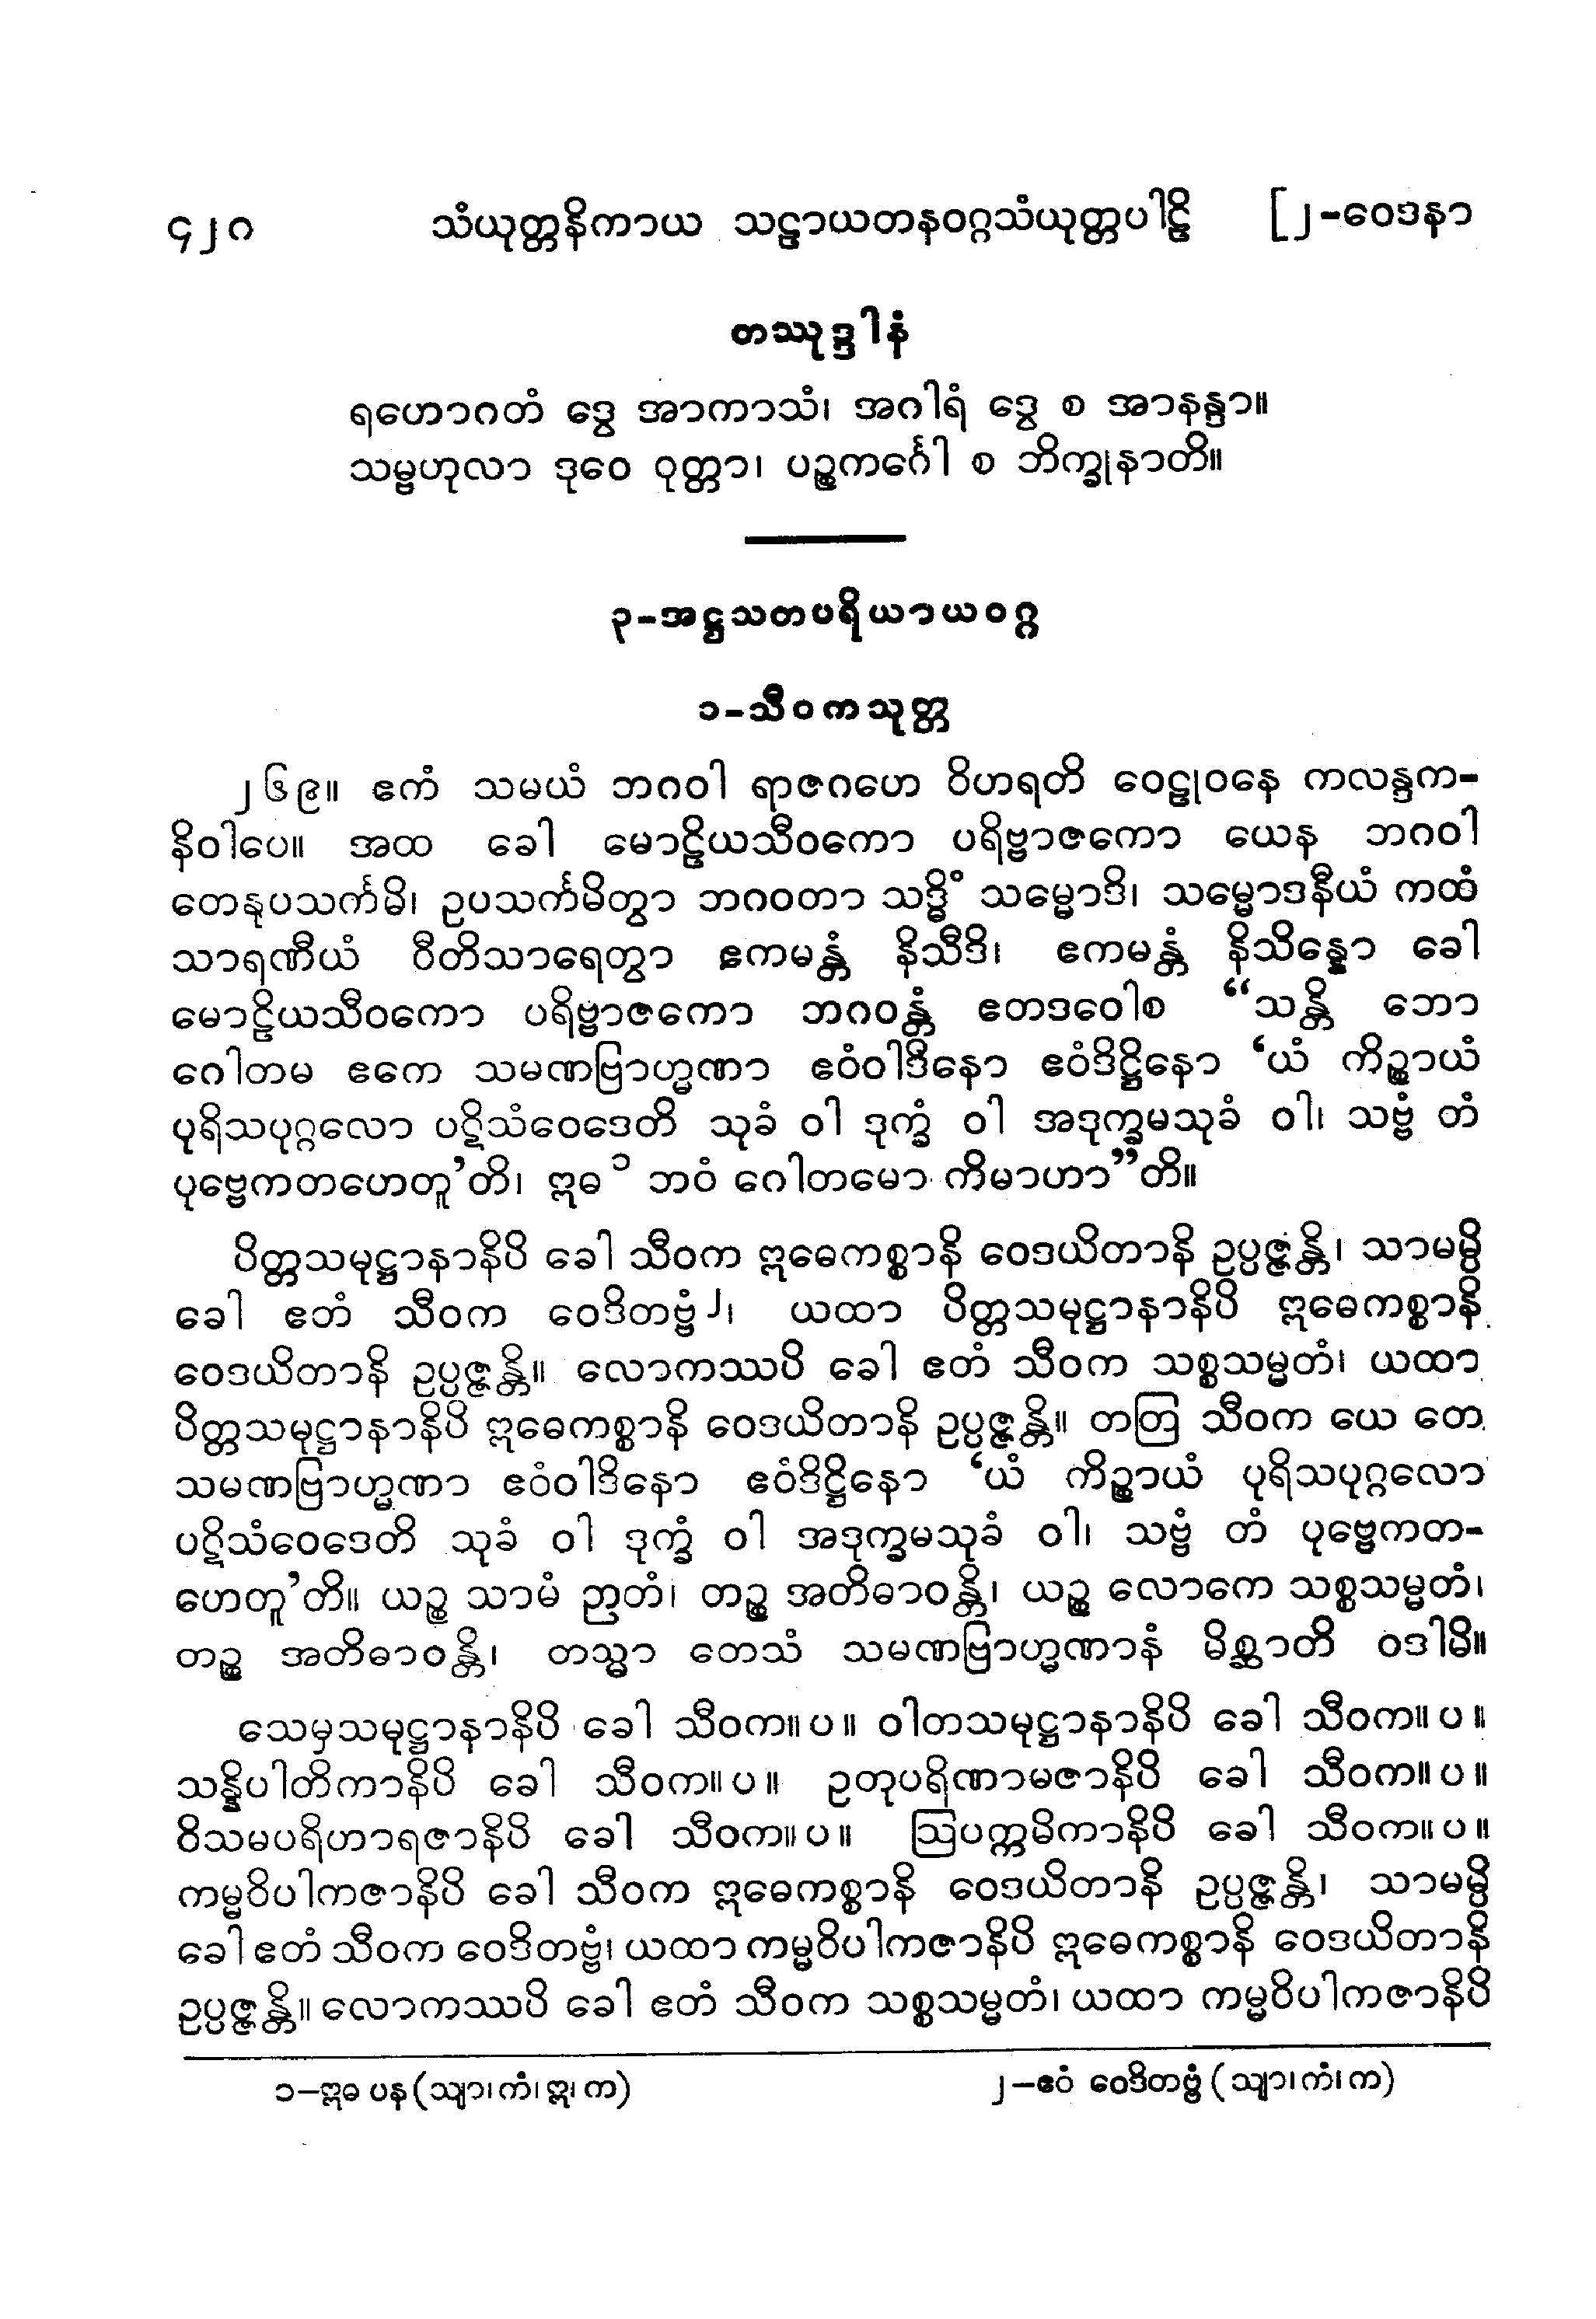 ၄၂၈ သံယုတ္တနိကာယ သဠာယတနဝဂ္ဂသံယုတ္တပါဠိ [၂-ဝေဒနာ
တဿုဒ္ဒါနံ
ရဟောဂတံ ဒွေ အာကာသံ၊ အဂါရံ ဒွေ စ အာနန္ဒာ။
သမ္ဗဟုလာ ဒုဝေ ဝုတ္တာ၊ ပဉ္စကင်္ဂေါ စ ဘိက္ခုနာတိ။
၃-အဋ္ဌသတပရိယာယဝဂ္ဂ
၁-သီဝကသုတ္တ
၂၆၉။ ဧကံ သမယံ ဘဂဝါ ရာဇဂဟေ ဝိဟရတိ ဝေဠုဝနေ ကလန္ဒက-
နိဝါပေ။ အထ ခေါ မောဠိယသီဝကော ပရိဗ္ဗာဇကော ယေန ဘဂဝါ
တေနုပသင်္ကမိ၊ ဥပသင်္ကမိတွာ ဘဂဝတာ သဒ္ဓိံ သမ္မောဒိ၊ သမ္မောဒနီယံ ကထံ
သာရဏီယံ ဝီတိသာရေတွာ ဧကမန္တံ နိသီဒိ၊ ဧကမန္တံ နိသိန္နော ခေါ
မောဠိယသီဝကော ပရိဗ္ဗာဇကော ဘဂဝန္တံ ဧတဒဝေါစ “သန္တိ ဘော
ဂေါတမ ဧကေ သမဏဗြာဟ္မဏာ ဧဝံဝါဒိနော ဧဝံဒိဋ္ဌိနော ‘ယံ ကိဉ္စာယံ
ပုရိသပုဂ္ဂလော ပဋိသံဝေဒေတိ သုခံ ဝါ ဒုက္ခံ ဝါ အဒုက္ခမသုခံ ဝါ၊ သဗ္ဗံ တံ
ပုဗ္ဗေကတဟေတူ’တိ၊ ဣဓ ၁ ဘဝံ ဂေါတမော ကိမာဟာ”တိ။
ပိတ္တသမုဋ္ဌာနာနိပိ ခေါ သီဝက ဣဓေကစ္စာနိ ဝေဒယိတာနိ ဥပ္ပဇ္ဇန္တိ၊ သာမမ္ပိ
ခေါ ဧတံ သီဝက ဝေဒိတဗ္ဗံ ၂၊ ယထာ ပိတ္တသမုဋ္ဌာနာနိပိ ဣဓေကစ္စာနိ
ဝေဒယိတာနိ ဥပ္ပဇ္ဇန္တိ။ လောကဿပိ ခေါ ဧတံ သီဝက သစ္စသမ္မတံ၊ ယထာ
ပိတ္တသမုဋ္ဌာနာနိပိ ဣဓေကစ္စာနိ ဝေဒယိတာနိ ဥပ္ပဇ္ဇန္တိ။ တတြ သီဝက ယေ တေ
သမဏဗြာဟ္မဏာ ဧဝံဝါဒိနော ဧဝံဒိဋ္ဌိနော ‘ယံ ကိဉ္စာယံ ပုရိသပုဂ္ဂလော
ပဋိသံဝေဒေတိ သုခံ ဝါ ဒုက္ခံ ဝါ အဒုက္ခမသုခံ ဝါ၊ သဗ္ဗံ တံ ပုဗ္ဗေကတ-
ဟေတူ’တိ။ ယဉ္စ သာမံ ဉာတံ၊ တဉ္စ အတိဓာဝန္တိ၊ ယဉ္စ လောကေ သစ္စသမ္မတံ၊
တဉ္စ အတိဓာဝန္တိ၊ တသ္မာ တေသံ သမဏဗြာဟ္မဏာနံ မိစ္ဆာတိ ဝဒါမိ။
သေမှသမုဋ္ဌာနာနိပိ ခေါ သီဝက။ပ။ ဝါတသမုဋ္ဌာနာနိပိ ခေါ သီဝက။ပ။
သန္နိပါတိကာနိပိ ခေါ သီဝက။ပ။ ဥတုပရိဏာမဇာနိပိ ခေါ သီဝက။ပ။
ဝိသမပရိဟာရဇာနိပိ ခေါ သီဝက။ပ။ ဩပက္ကမိကာနိပိ ခေါ သီဝက။ပ။
ကမ္မဝိပါကဇာနိပိ ခေါ သီဝက ဣဓေကစ္စာနိ ဝေဒယိတာနိ ဥပ္ပဇ္ဇန္တိ၊ သာမမ္ပိ
ခေါ ဧတံ သီဝက ဝေဒိတဗ္ဗံ၊ ယထာ ကမ္မဝိပါကဇာနိပိ ဣဓေကစ္စာနိ ဝေဒယိတာနိ
ဥပ္ပဇ္ဇန္တိ။ လောကဿပိ ခေါ ဧတံ သီဝက သစ္စသမ္မတံ၊ ယထာ ကမ္မဝိပါကဇာနိပိ
၁-ဣဓ ပန (သျာ၊ ကံ၊ ဣ၊ က) ၂-ဧဝံ ဝေဒိတဗ္ဗံ (သျာ၊ ကံ၊ က)